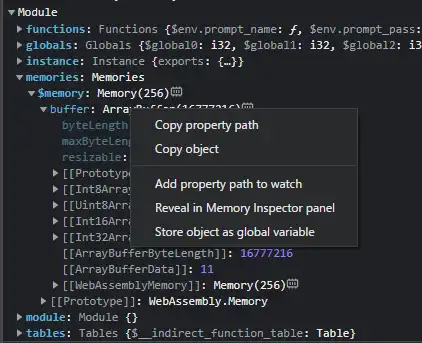 Module
functions: Functions {$env.prompt_name: ƒ, $env.prompt_pass:
globals: Globals {$global0: i32, $global1: i32, $global2: i32,
instance: Instance {exports: {…}}
memories: Memories
$memory: Memory(256)
buffer: ArrayBuffer(16777216)
byteLength
maxByteLeng
resizable:
[[Prototype
[[Int8Array
[[Uint8Arra
[[Int16Arra
[[Int32Arra
Copy property path
Copy object
Add property path to watch
Reveal in Memory Inspector panel
Store object as global variable
[[ArrayBufferByteLength]]: 16777216
[[ArrayBufferData]]: 11
[[WebAssemblyMemory]]: Memory(256)
[[Prototype]]: WebAssembly.Memory
module: Module {}
tables: Tables {$__indirect_function_table: Table}